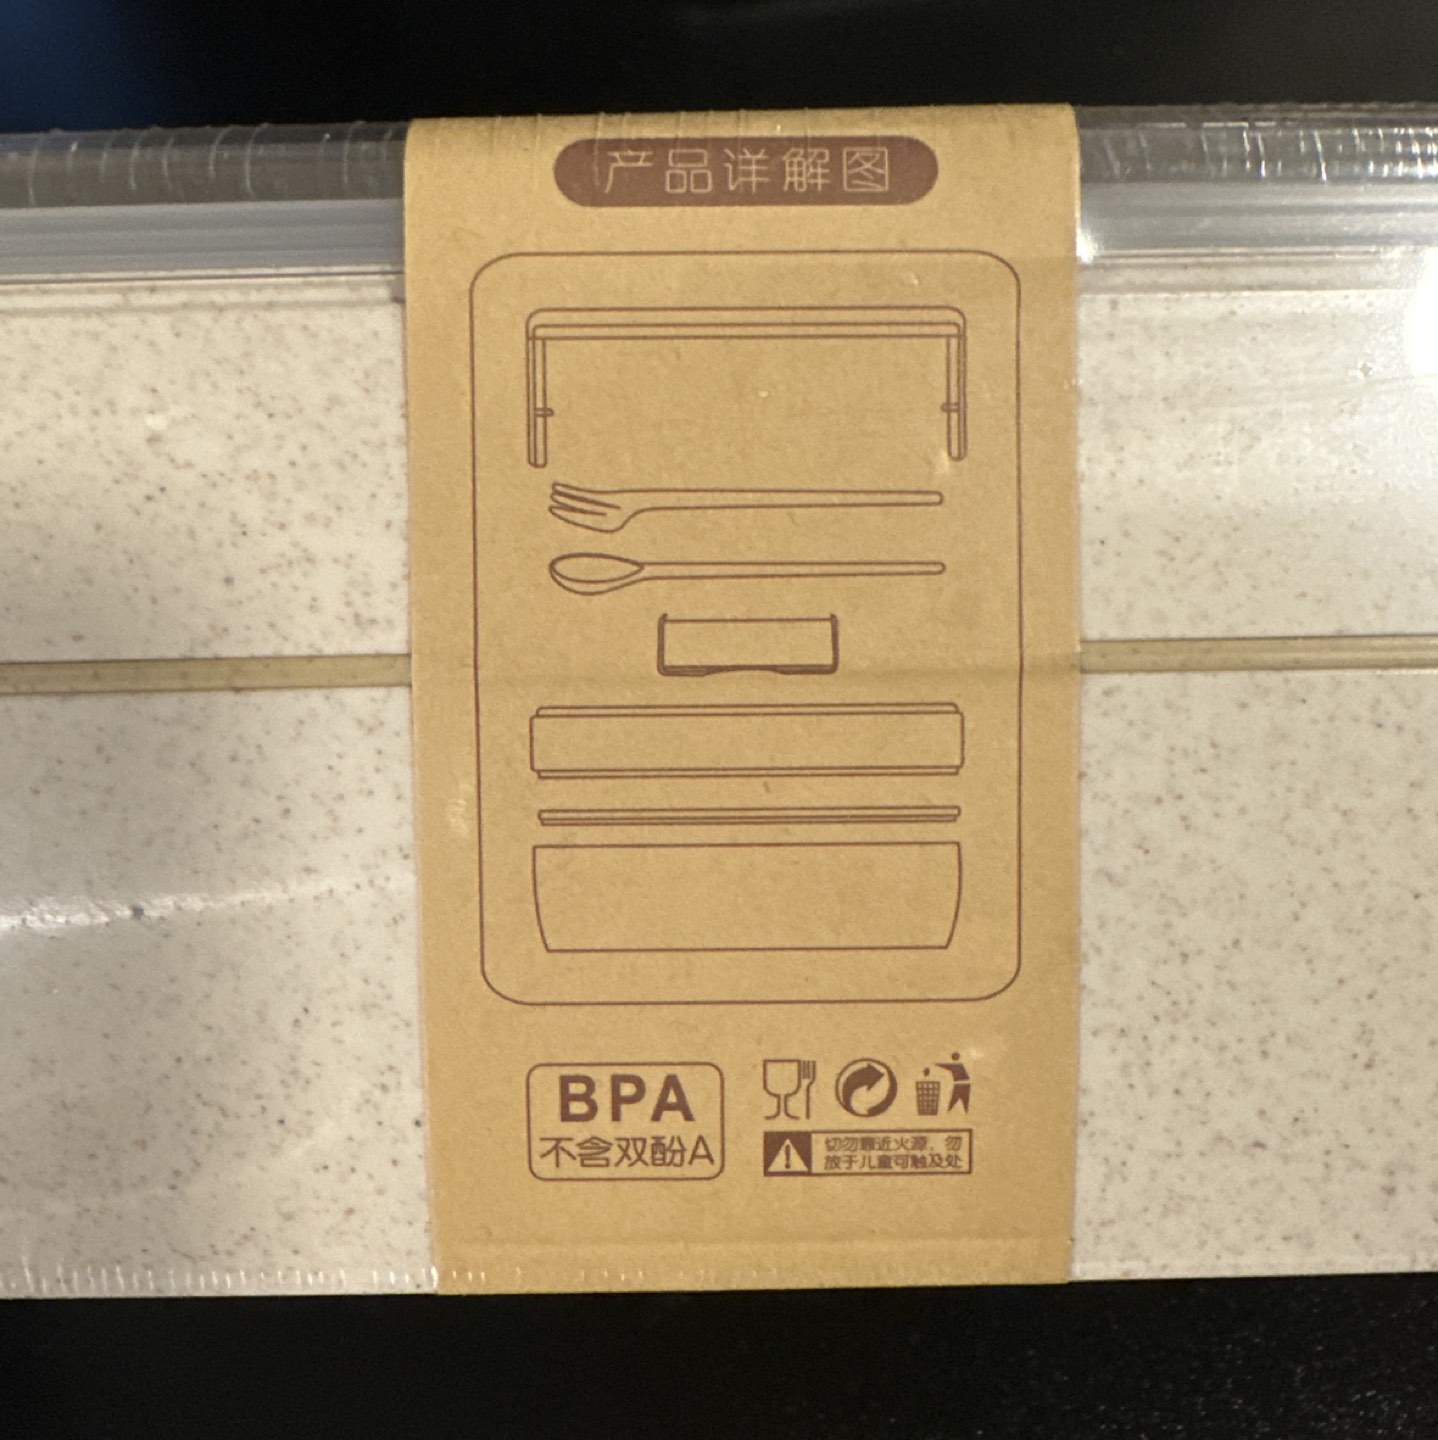 产品详解图
BPA
不含双酚A
切勿靠近火源，勿
放于儿童可触及处